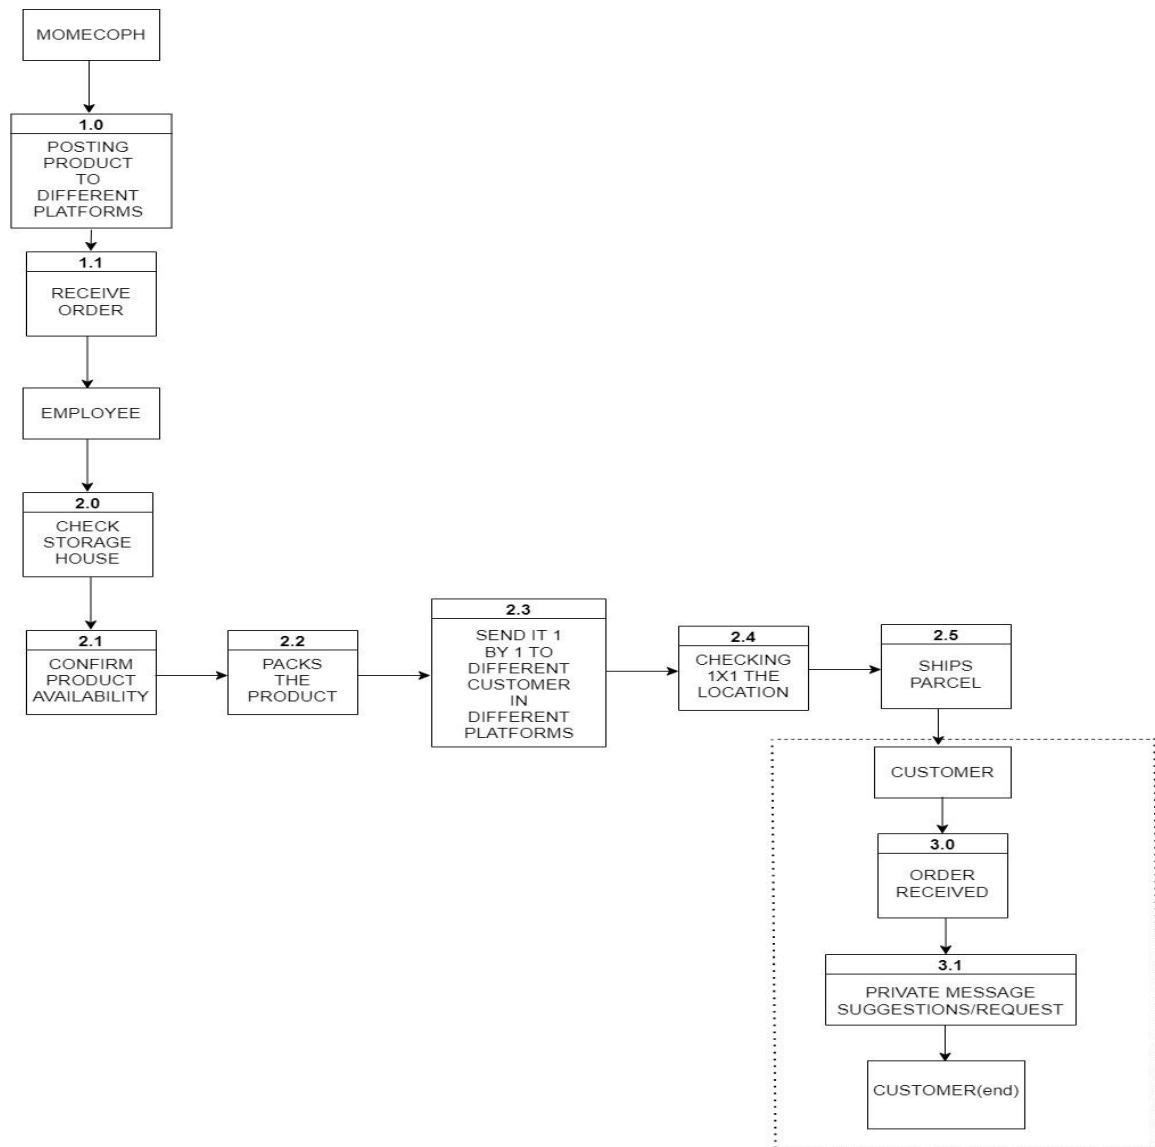 MOMECOPH
1.0
POSTING
PRODUCT
TO
DIFFERENT
PLATFORMS
1.1
RECEIVE
ORDER
EMPLOYEE
2.0
CHECK
STORAGE
HOUSE
2.1
CONFIRM
PRODUCT
AVAILABILITY
2.2
PACKS
THE
PRODUCT
2.3
SEND IT 1
BY 1 TO
DIFFERENT
CUSTOMER
IN
DIFFERENT
PLATFORMS
2.4
CHECKING
1X1 THE
LOCATION
2.5
SHIPS
PARCEL
CUSTOMER
3.0
ORDER
RECEIVED
3.1
PRIVATE MESSAGE
SUGGESTIONS/REQUEST
CUSTOMER(end)